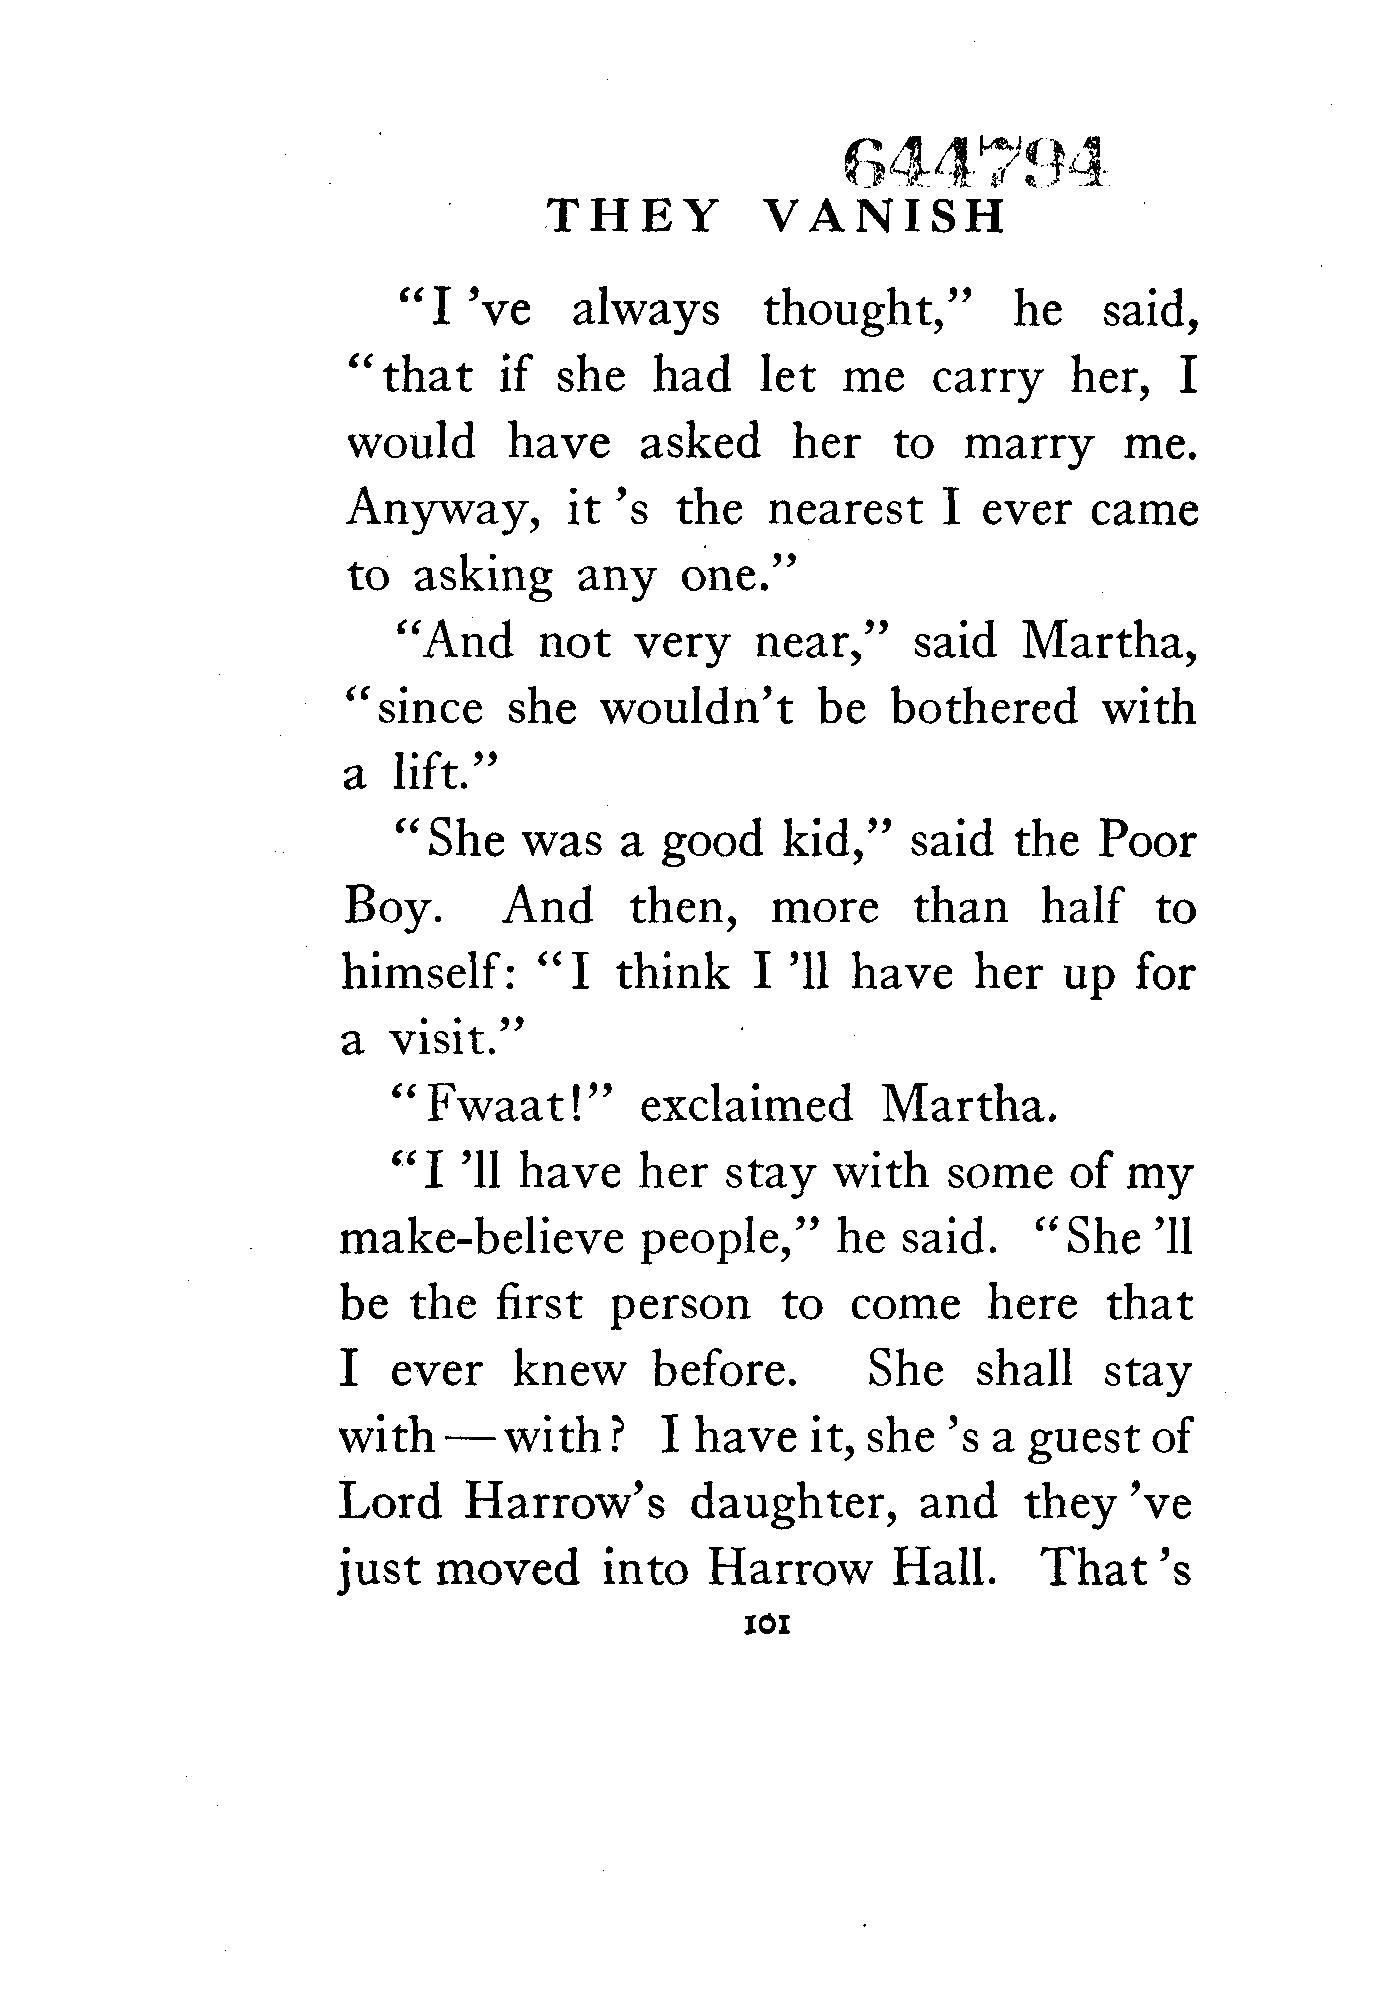 644794
THEY VANISH
“I ’ve always thought,” he said,
“that if she had let me carry her, I
would have asked her to marry me.
Anyway, it ’s the nearest I ever came
to asking any one.”
“And not very near,” said Martha,
“since she wouldn’t be bothered with
a lift.”
“She was a good kid,” said the Poor
Boy. And then, more than half to
himself: “I think I ’ll have her up for
a visit.”
“Fwaat!” exclaimed Martha.
“I ’ll have her stay with some of my
make-believe people,” he said. “She ’ll
be the first person to come here that
I ever knew before. She shall stay
with—with? I have it, she ’s a guest of
Lord Harrow’s daughter, and they ’ve
just moved into Harrow Hall. That ’s
101